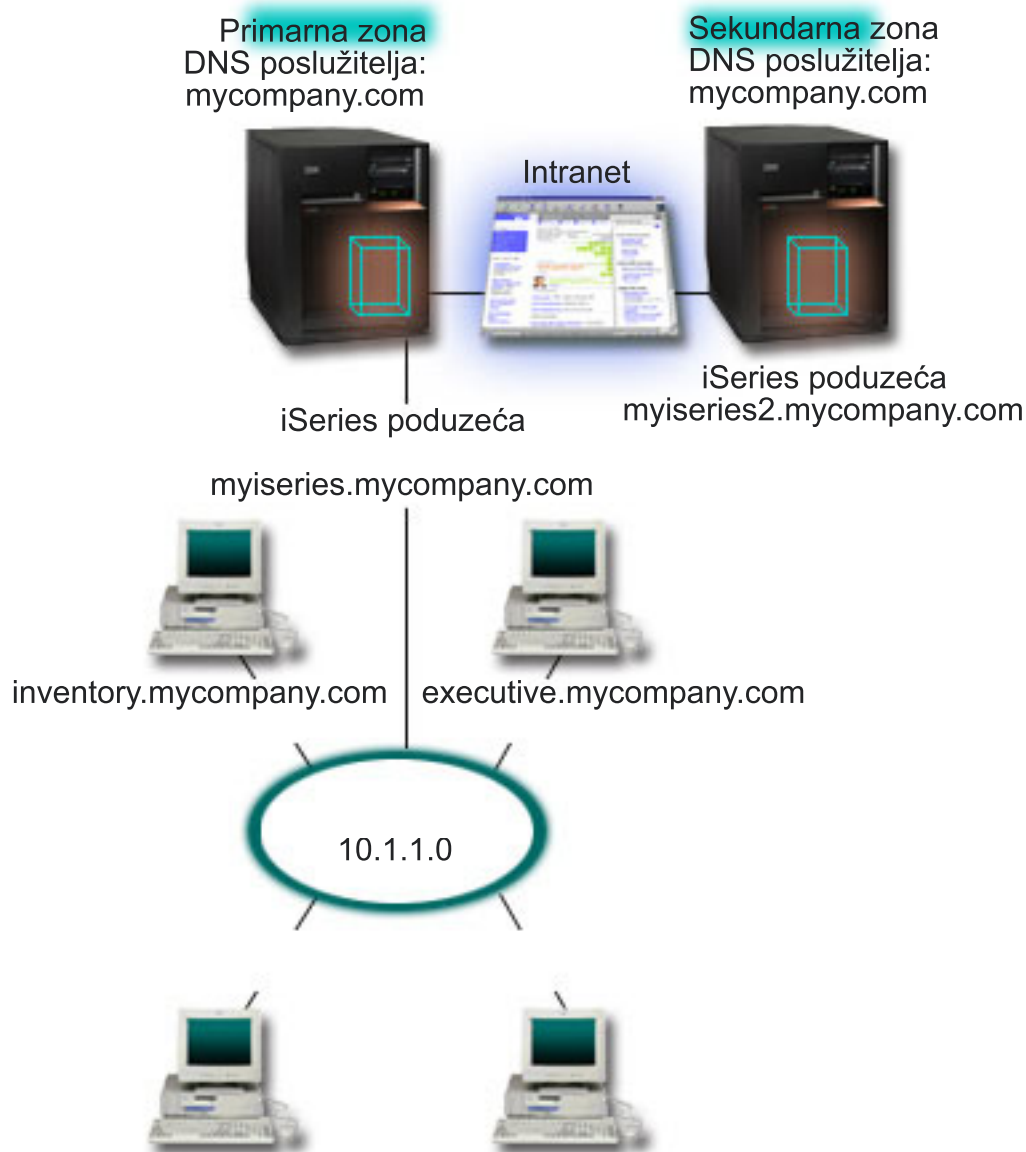 Primarna zona
DNS poslužitelja:
mycompany.com
Sekundarna zona
DNS poslužitelja:
mycompany.com
Intranet
iSeries poduzeća
myiseries2.mycompany.com
iSeries poduzeća
myiseries.mycompany.com
inventory.mycompany.com
executive.mycompany.com
10.1.1.0